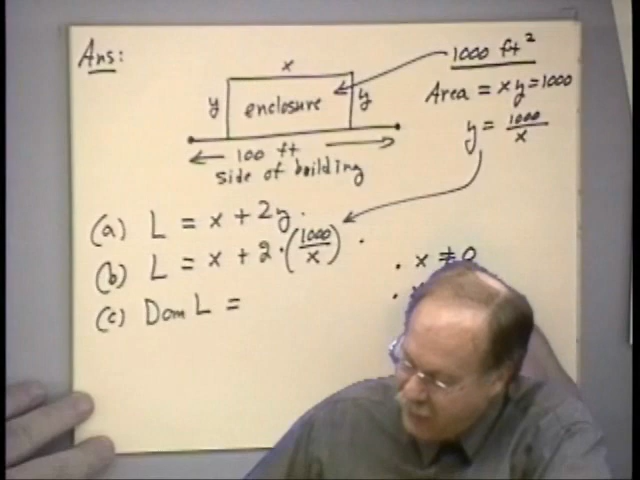 Ans:
x
1000 ft²
y enclosure y
Area = xy = 1000
y = 1000/x
100 ft
side of building
(a) L = x + 2y.
(b) L = x + 2·(1000/x).
· x ≠ 0
(c) Dom L =